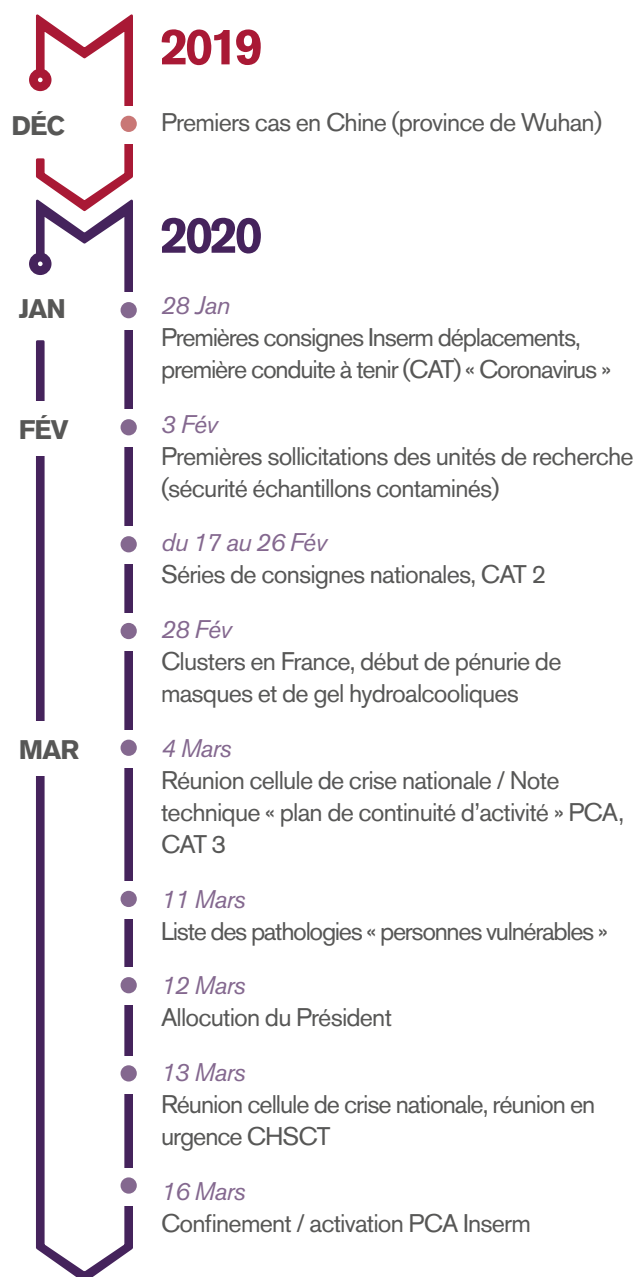 2019
DÉC
Premiers cas en Chine (province de Wuhan)
2020
JAN
28 Jan
Premières consignes Inserm déplacements,
première conduite à tenir (CAT) « Coronavirus »
FÉV
3 Fév
Premières sollicitations des unités de recherche
(sécurité échantillons contaminés)
du 17 au 26 Fév
Séries de consignes nationales, CAT 2
28 Fév
Clusters en France, début de pénurie de
masques et de gel hydroalcooliques
MAR
4 Mars
Réunion cellule de crise nationale / Note
technique « plan de continuité d’activité » PCA,
CAT 3
11 Mars
Liste des pathologies « personnes vulnérables »
12 Mars
Allocution du Président
13 Mars
Réunion cellule de crise nationale, réunion en
urgence CHSCT
16 Mars
Confinement / activation PCA Inserm